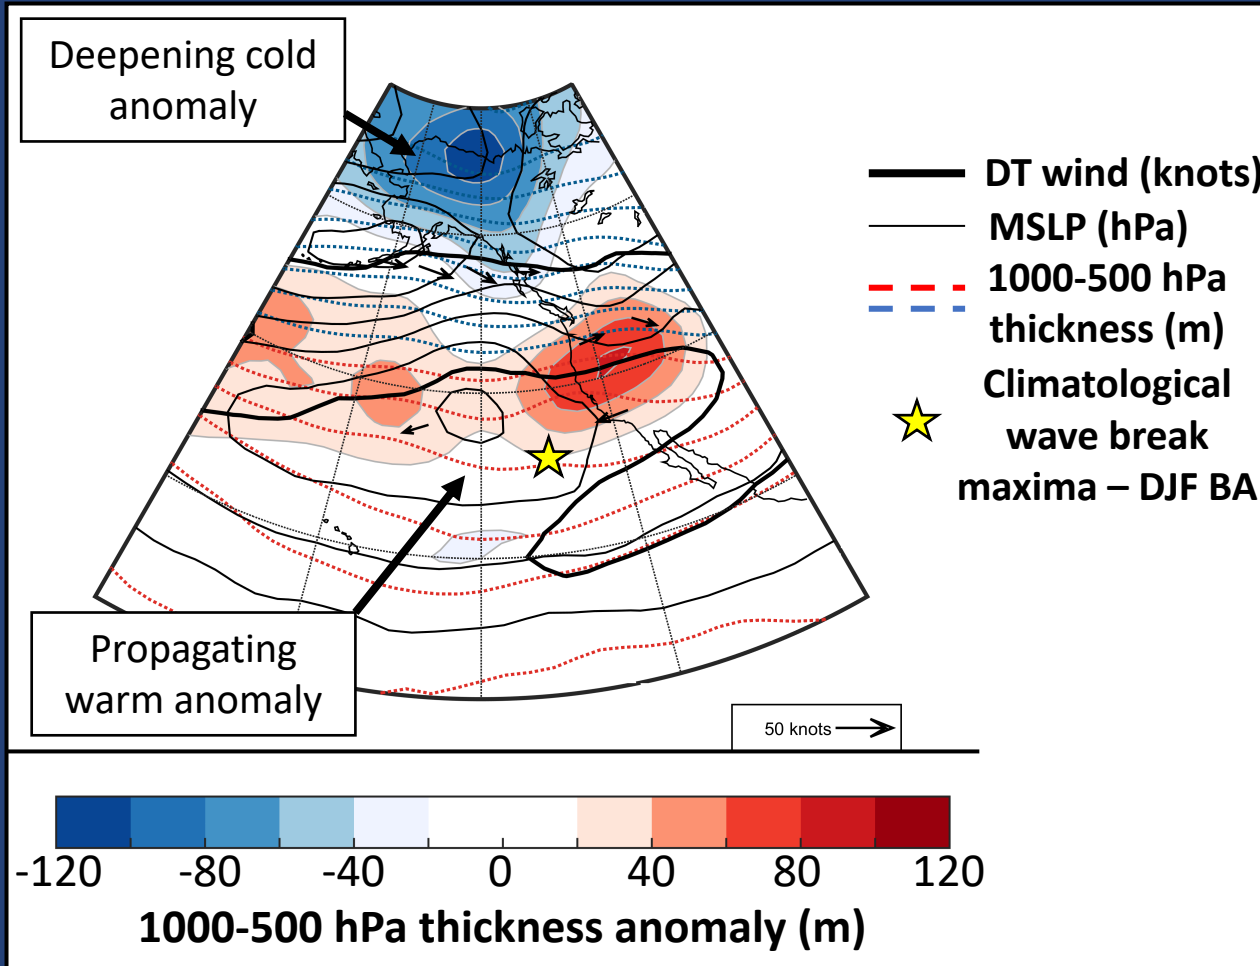 Deepening cold
anomaly
DT wind (knots)
MSLP (hPa)
1000-500 hPa
thickness (m)
Climatological
wave break
maxima – DJF BA
Propagating
warm anomaly
50 knots
-120 -80 -40 0 40 80 120
1000-500 hPa thickness anomaly (m)